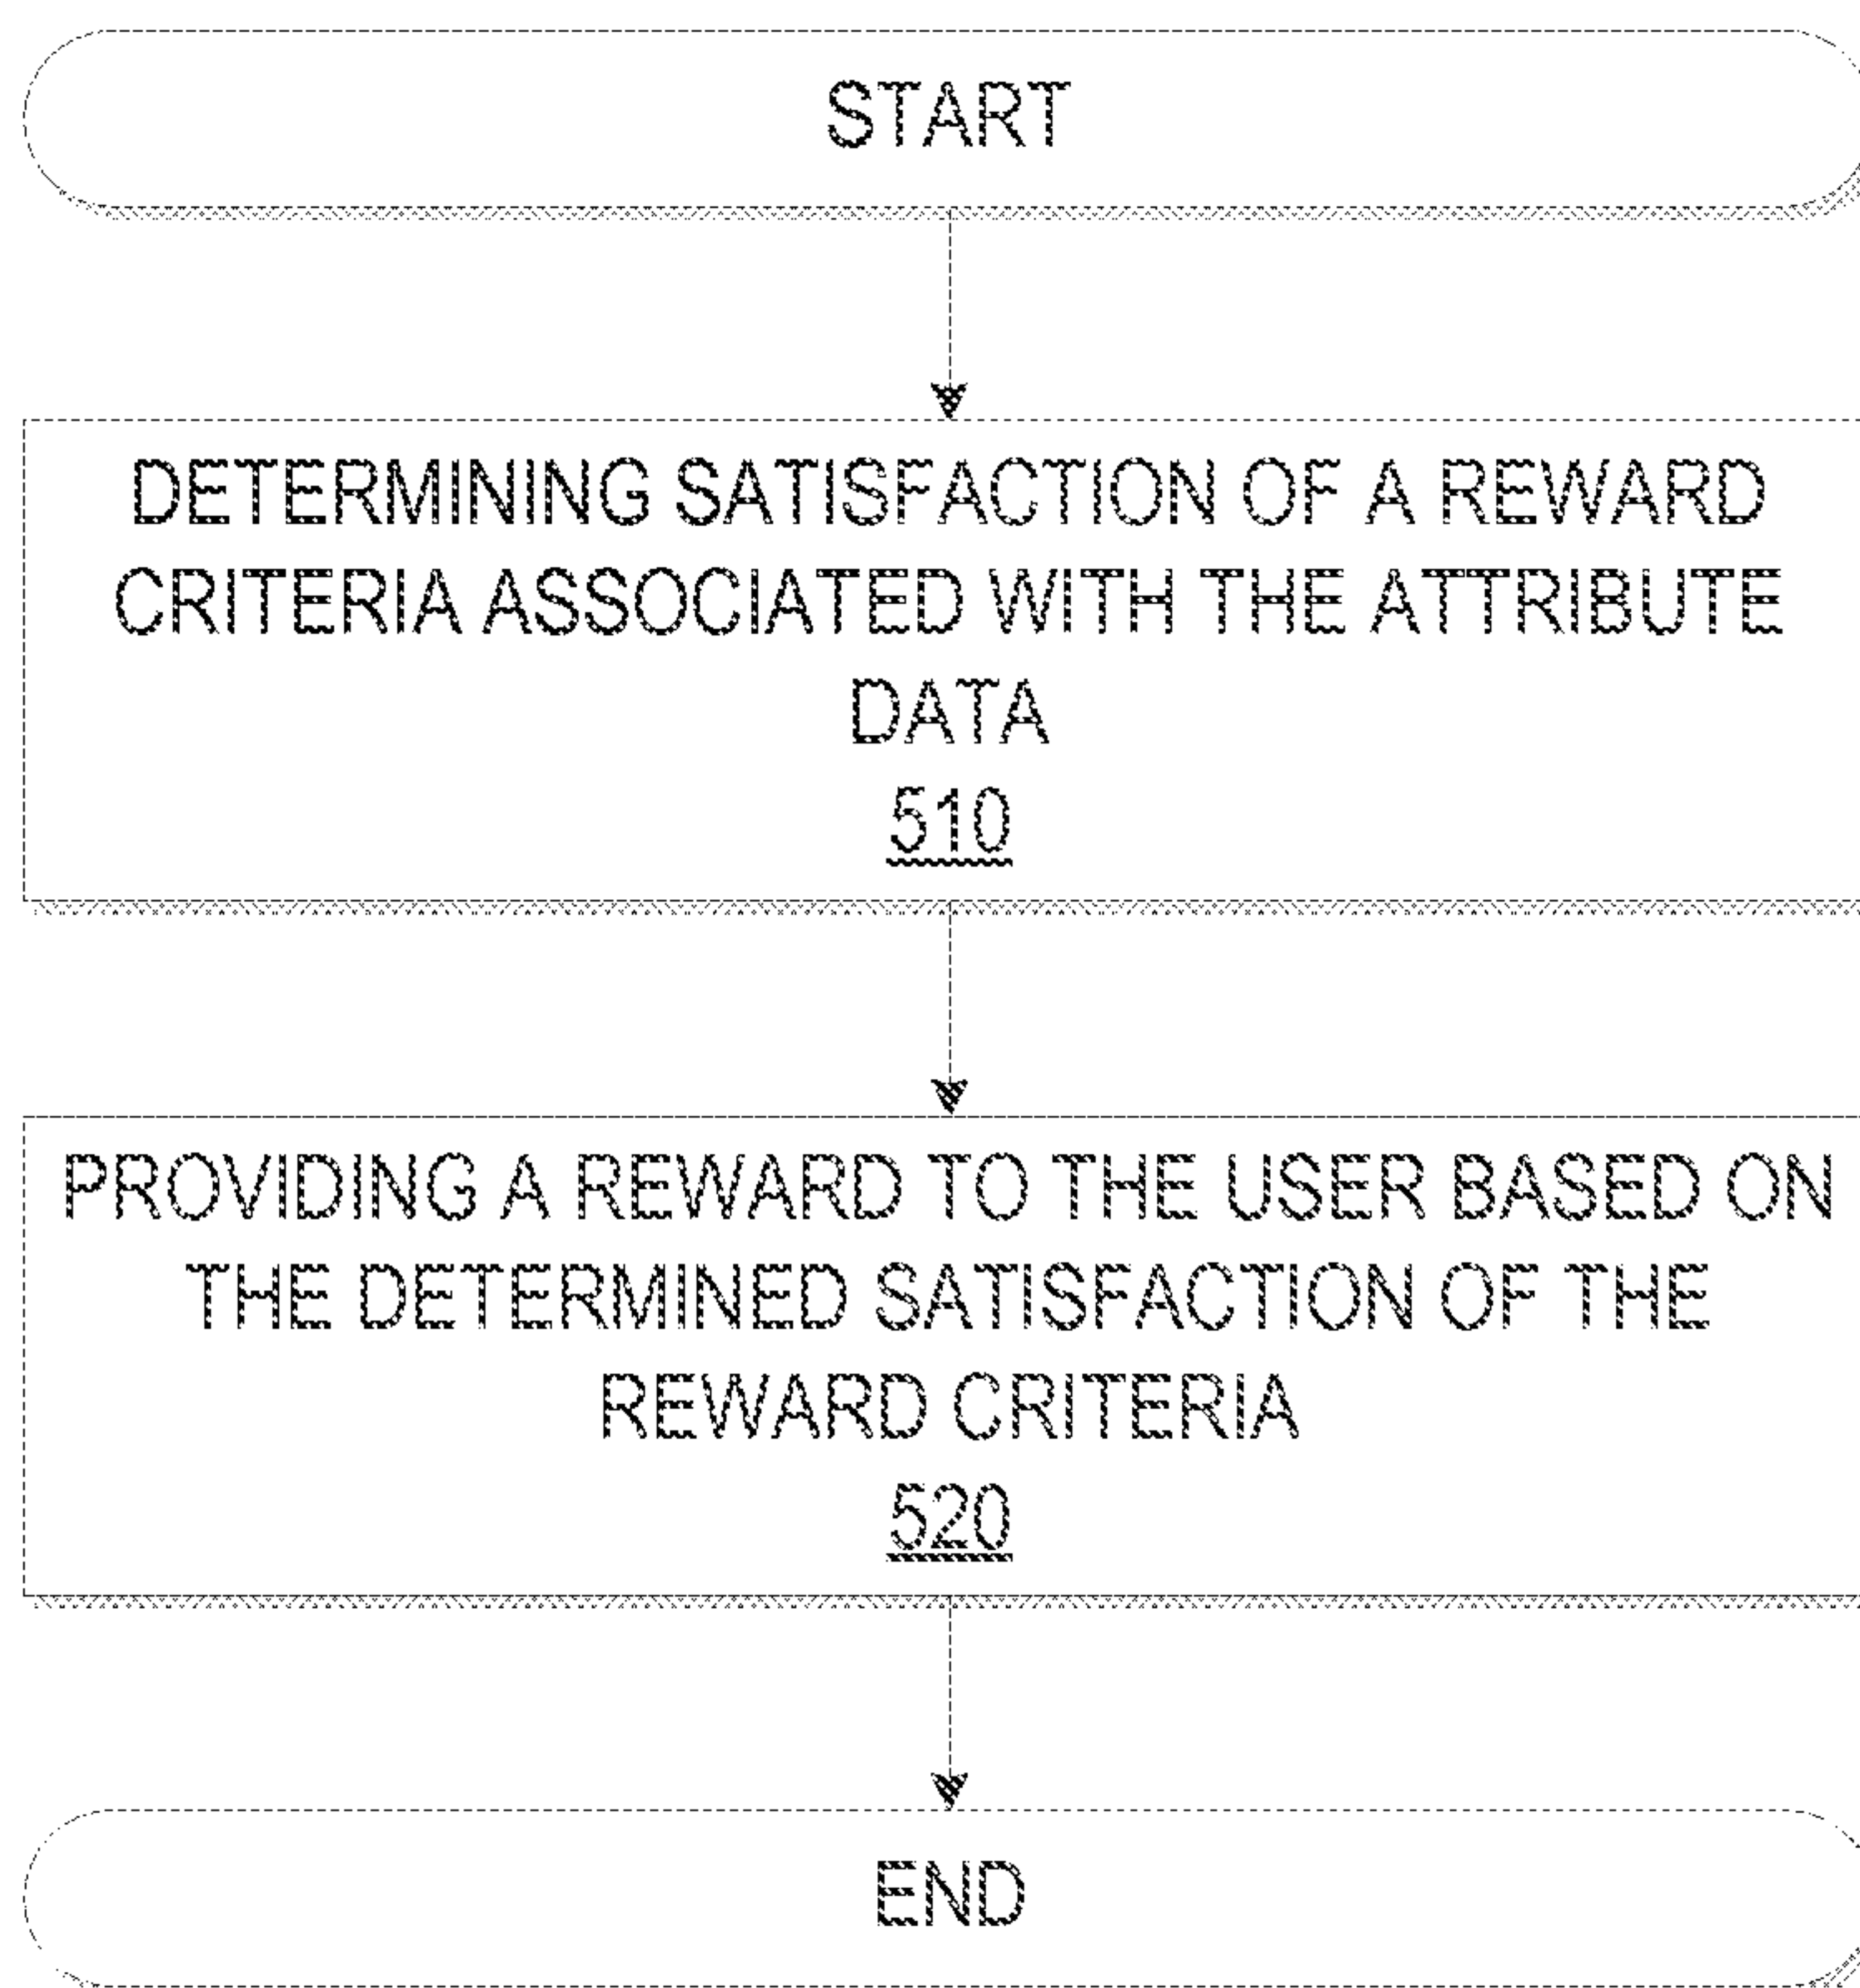 START
DETERMINING SATISFACTION OF A REWARD
CRITERIA ASSOCIATED WITH THE ATTRIBUTE
DATA
510
PROVIDING A REWARD TO THE USER BASED ON
THE DETERMINED SATISFACTION OF THE
REWARD CRITERIA
520
END